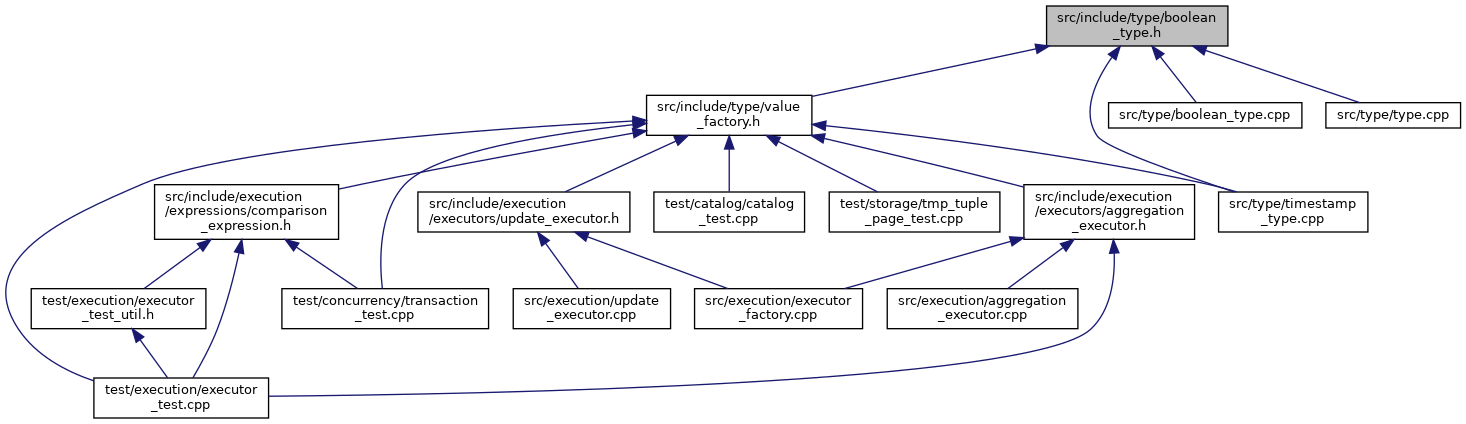 src/include/type/boolean
_type.h
src/include/type/value
_factory.h
src/type/boolean_type.cpp
src/type/type.cpp
src/include/execution
/expressions/comparison
_expression.h
src/include/execution
/executors/update_executor.h
test/catalog/catalog
_test.cpp
test/storage/tmp_tuple
_page_test.cpp
src/include/execution
/executors/aggregation
_executor.h
src/type/timestamp
_type.cpp
test/execution/executor
_test_util.h
test/concurrency/transaction
_test.cpp
src/execution/update
_executor.cpp
src/execution/executor
_factory.cpp
src/execution/aggregation
_executor.cpp
test/execution/executor
_test.cpp